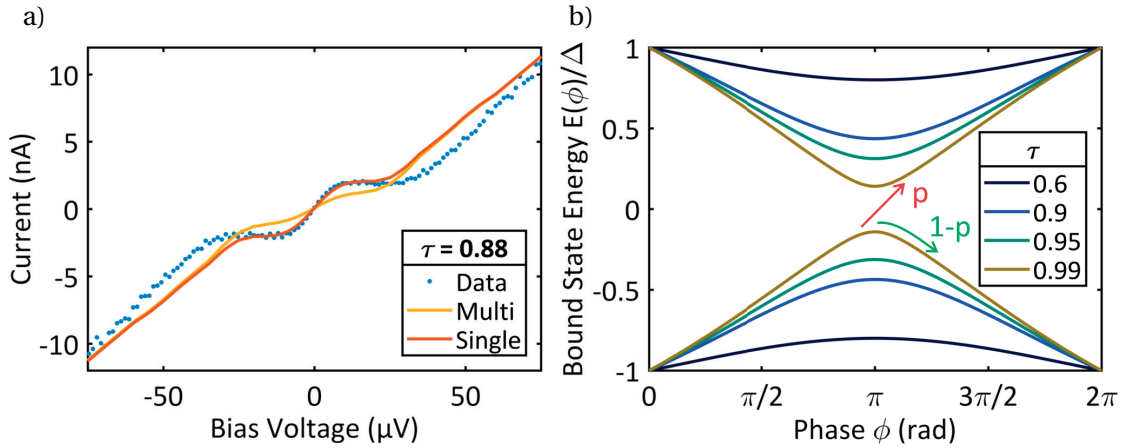 a)
10
5
0
-5
-10
Current (nA)
-50
0
50
Bias Voltage (µV)
τ = 0.88
Data
Multi
Single
b)
1
0.5
0
-0.5
-1
Bound State Energy E(ϕ)/Δ
0
π/2
π
3π/2
2π
Phase ϕ (rad)
p
1-p
τ
0.6
0.9
0.95
0.99